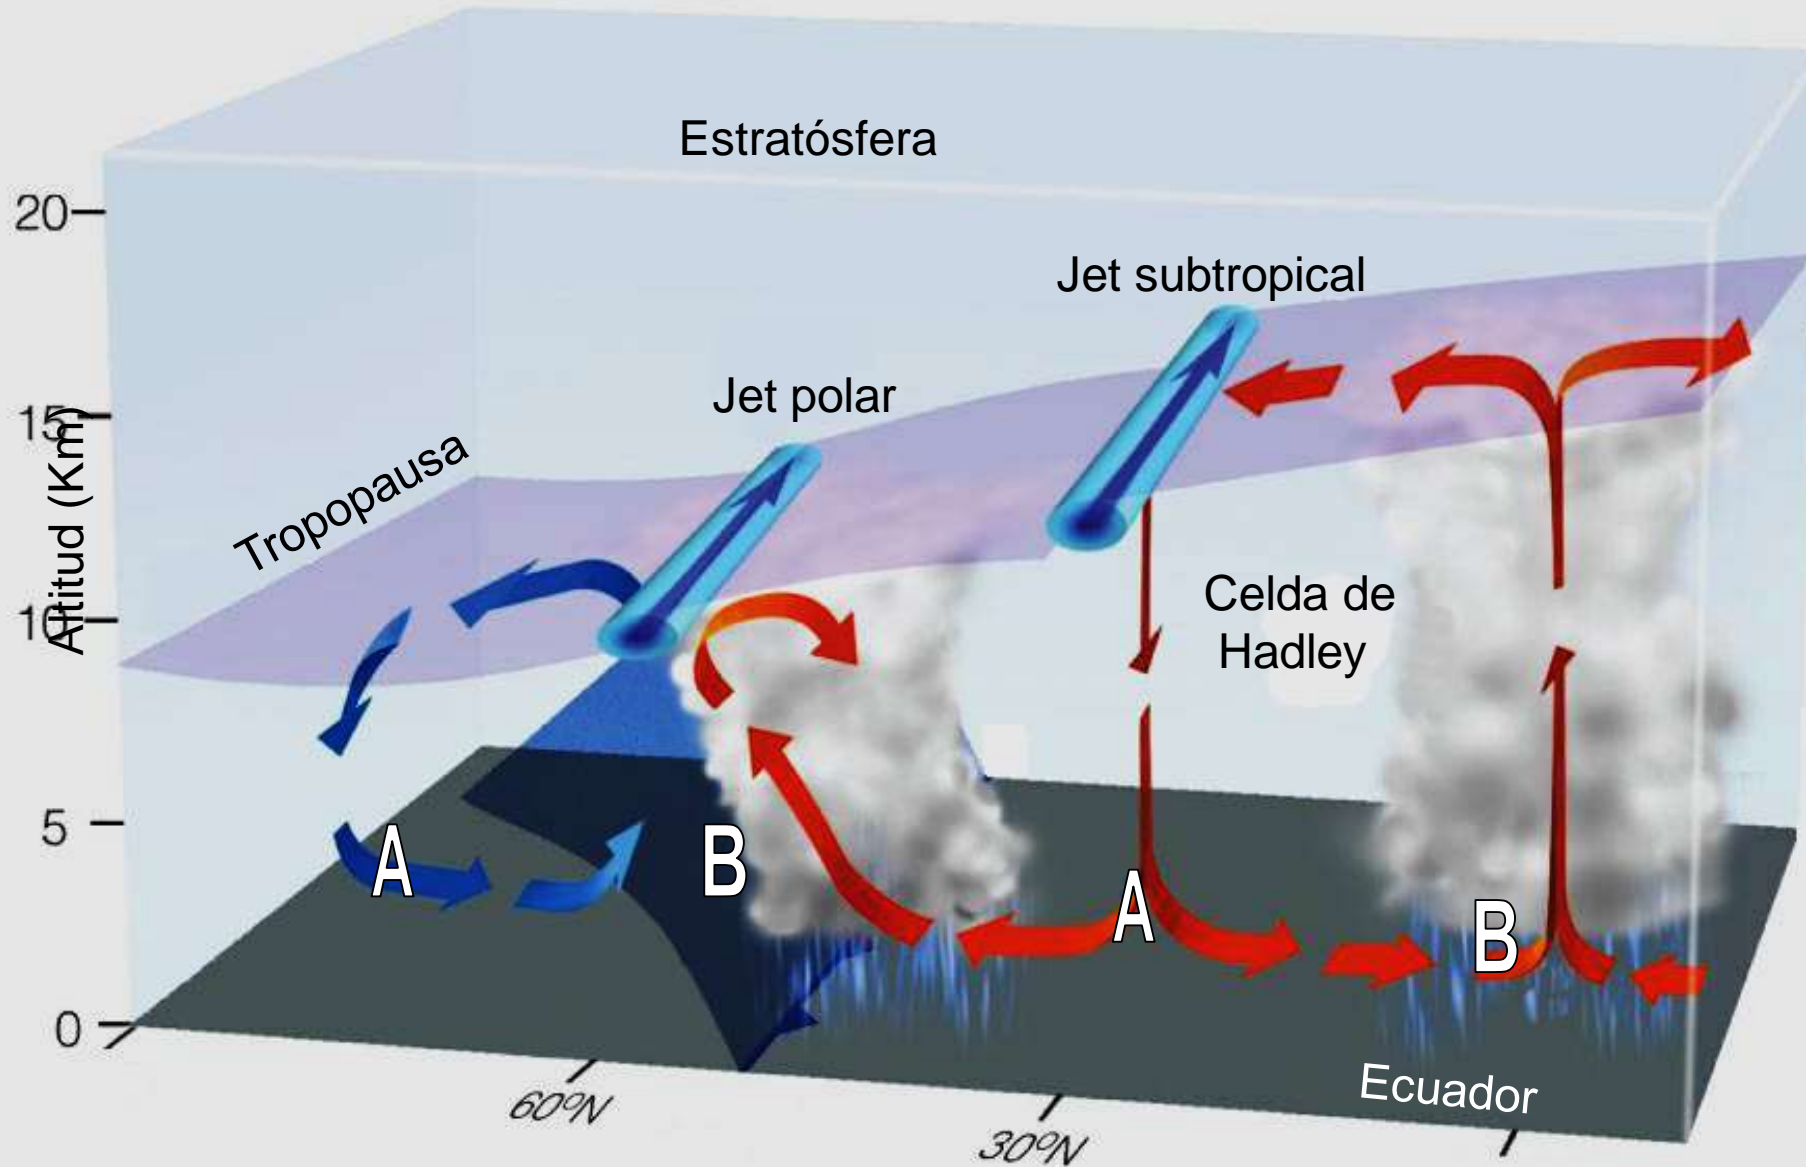 Estratósfera
20
Jet subtropical
Jet polar
15
Tropopausa
Altitud (Km)
10
Celda de
Hadley
5
A
B
A
B
0
Ecuador
60ºN
30ºN